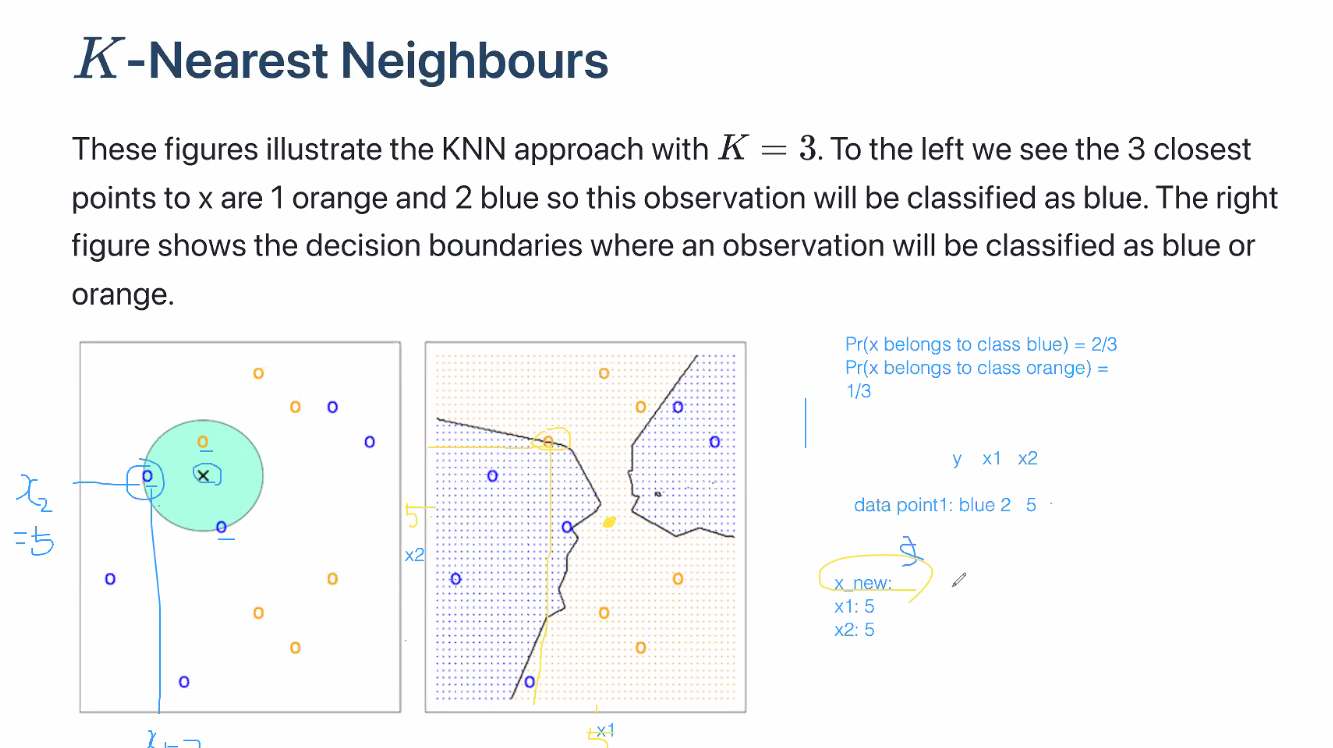 K-Nearest Neighbours
These figures illustrate the KNN approach with K = 3. To the left we see the 3 closest
points to x are 1 orange and 2 blue so this observation will be classified as blue. The right
figure shows the decision boundaries where an observation will be classified as blue or
orange.
Pr(x belongs to class blue) = 2/3
Pr(x belongs to class orange) =
1/3
y x1 x2
data point1: blue 2 5
x2
=5
5
x2
ŷ
x_new:
x1: 5
x2: 5
x1
5